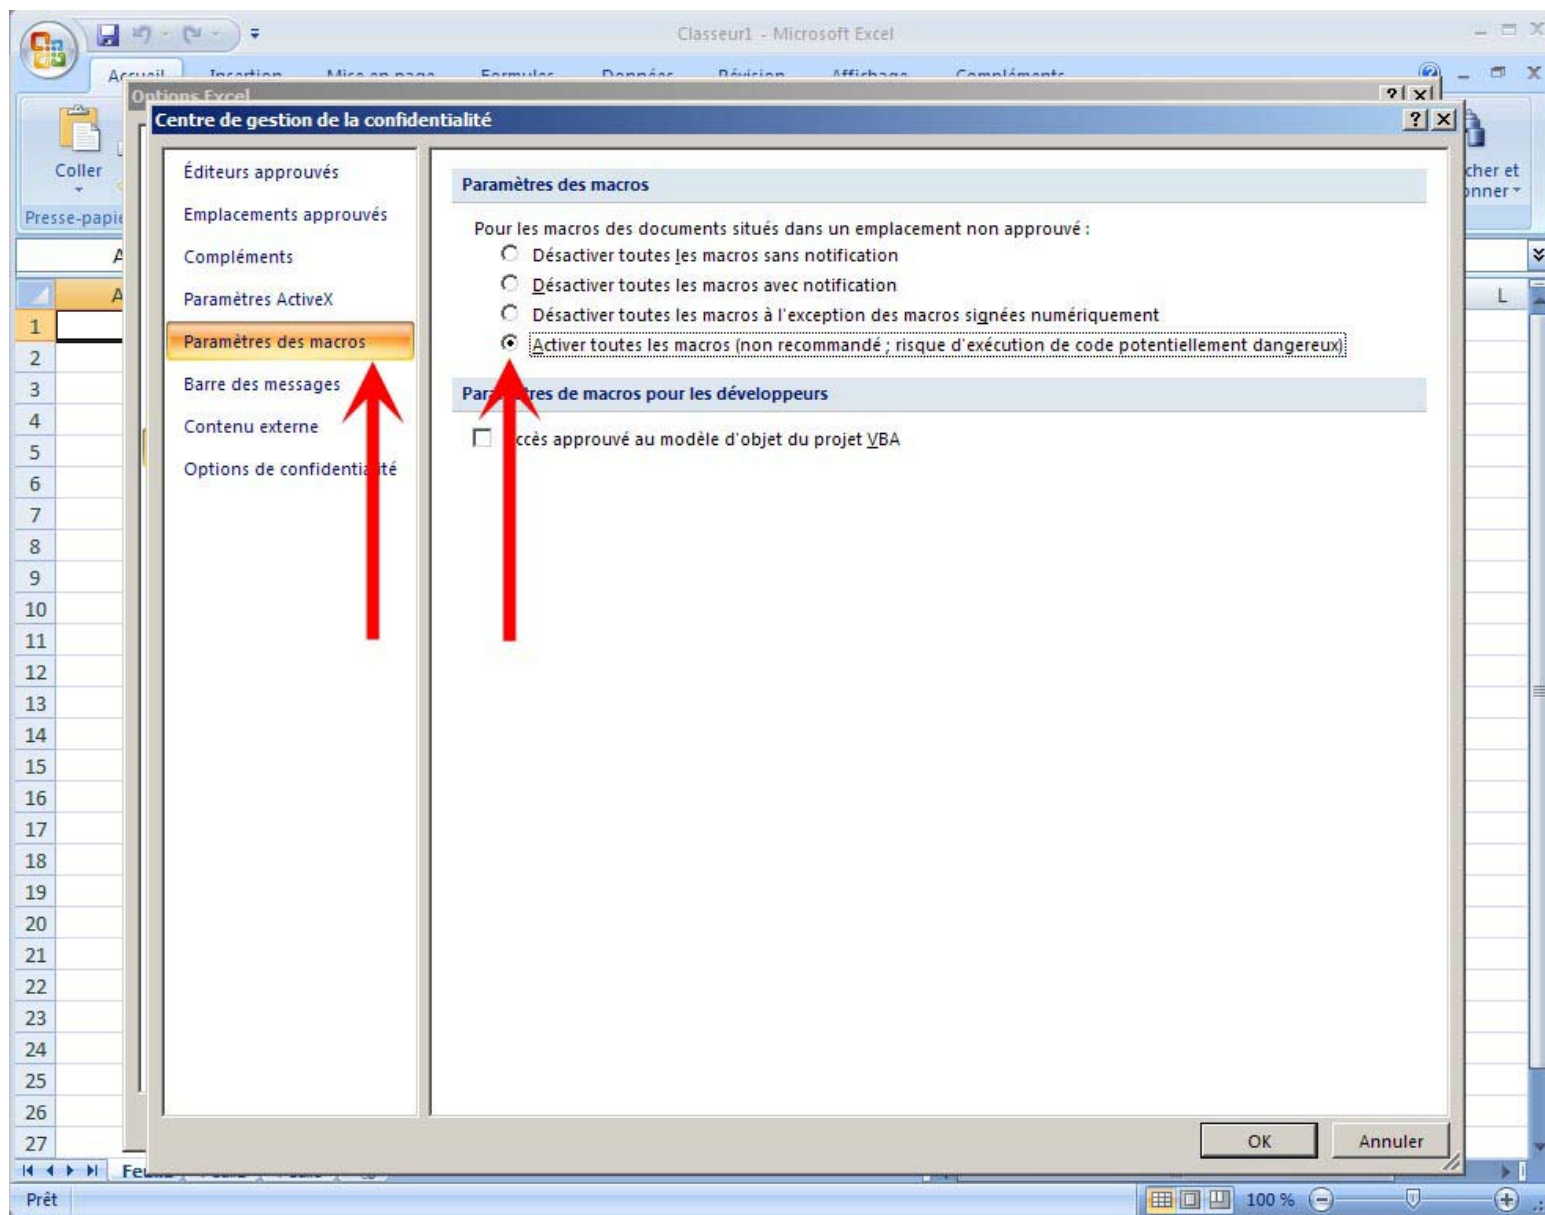 Classeur1 - Microsoft Excel
Options Excel
Centre de gestion de la confidentialité
Coller
Éditeurs approuvés
Emplacements approuvés
Compléments
Paramètres ActiveX
Paramètres des macros
Barre des messages
Contenu externe
Options de confidentialité
Paramètres des macros
Pour les macros des documents situés dans un emplacement non approuvé :
Désactiver toutes les macros sans notification
Désactiver toutes les macros avec notification
Désactiver toutes les macros à l'exception des macros signées numériquement
Activer toutes les macros (non recommandé ; risque d'exécution de code potentiellement dangereux)
Paramètres de macros pour les développeurs
ccès approuvé au modèle d'objet du projet VBA
cher et
onner
Presse-papie
A
A
L
1
2
3
4
5
6
7
8
9
10
11
12
13
14
15
16
17
18
19
20
21
22
23
24
25
26
27
OK
Annuler
Prêt
100 %